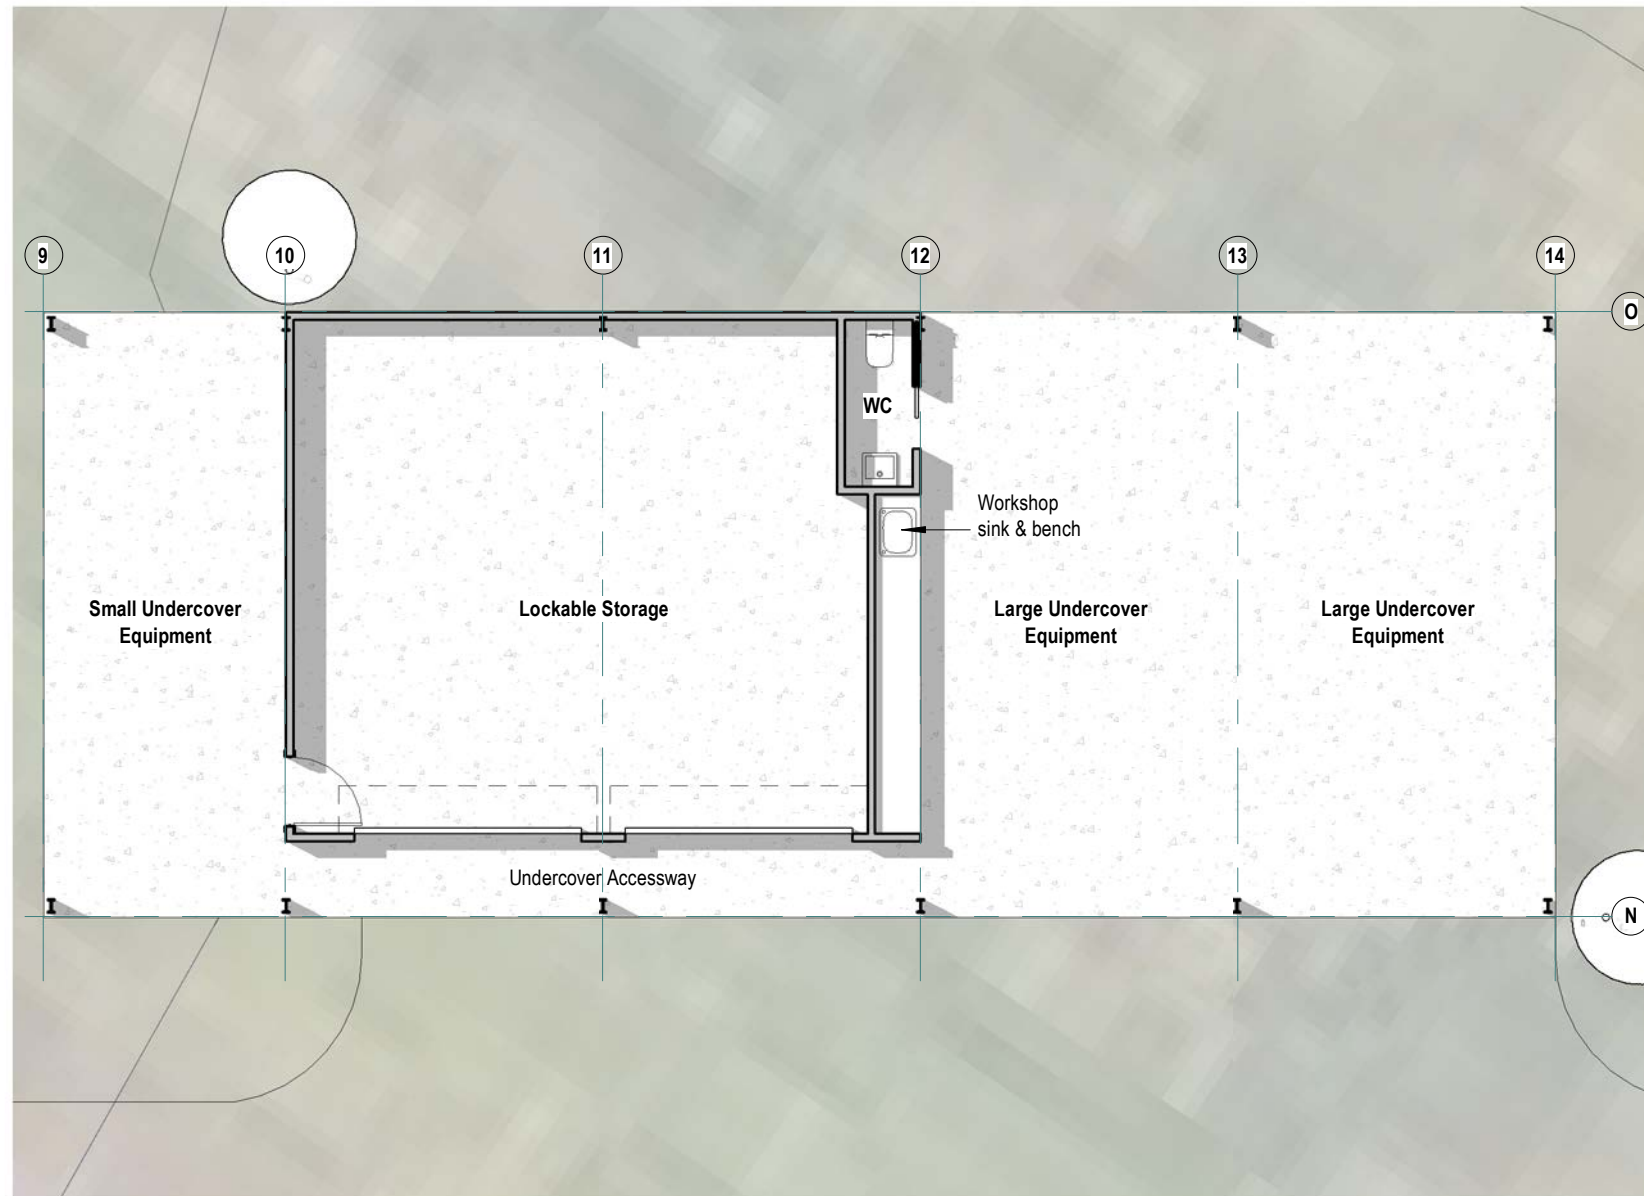 9
10
11
12
13
14
O
WC
Workshop
sink & bench
Small Undercover
Equipment
Lockable Storage
Large Undercover
Equipment
Large Undercover
Equipment
Undercover Accessway
N